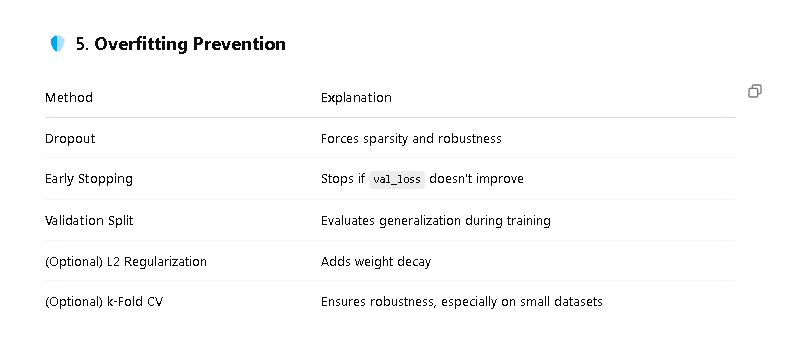 5. Overfitting Prevention
Method Explanation
Dropout Forces sparsity and robustness
Early Stopping Stops if val_loss doesn't improve
Validation Split Evaluates generalization during training
(Optional) L2 Regularization Adds weight decay
(Optional) k-Fold CV Ensures robustness, especially on small datasets